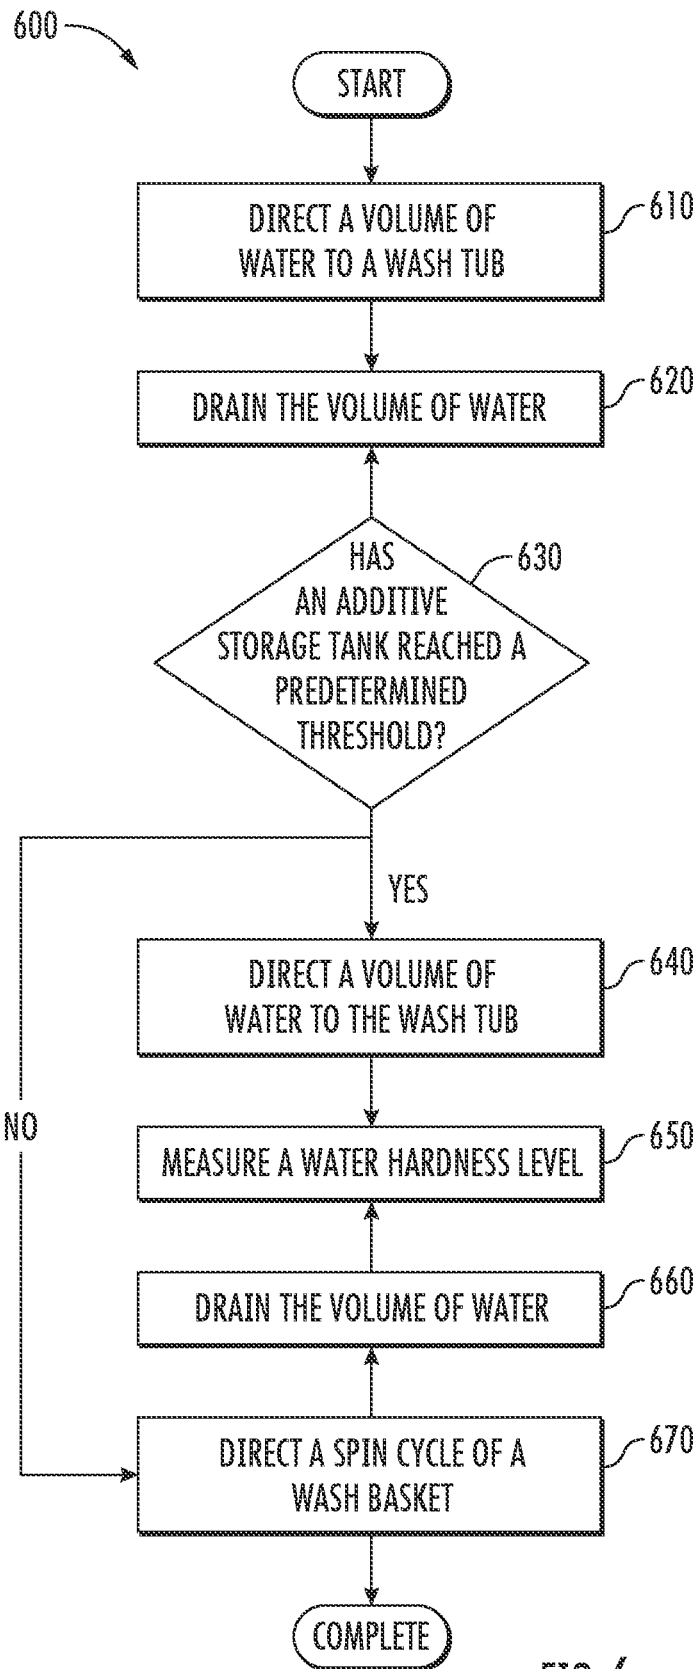 600
START
DIRECT A VOLUME OF
WATER TO A WASH TUB
610
DRAIN THE VOLUME OF WATER
620
HAS
AN ADDITIVE
STORAGE TANK REACHED A
PREDETERMINED
THRESHOLD?
630
YES
DIRECT A VOLUME OF
WATER TO THE WASH TUB
640
NO
MEASURE A WATER HARDNESS LEVEL
650
DRAIN THE VOLUME OF WATER
660
DIRECT A SPIN CYCLE OF A
WASH BASKET
670
COMPLETE